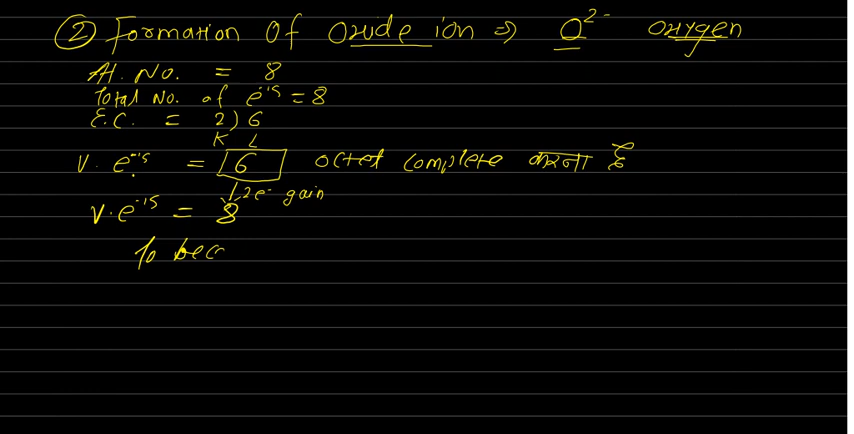 ② Formation Of Oxide ion ⇒ O²⁻ oxygen
At. No. = 8
Total No. of e⁻'s = 8
E.C. = 2) 6
K L
V. e⁻'s = 6 octet complete करना है
2e⁻ gain
V. e⁻'s = 8
To bec